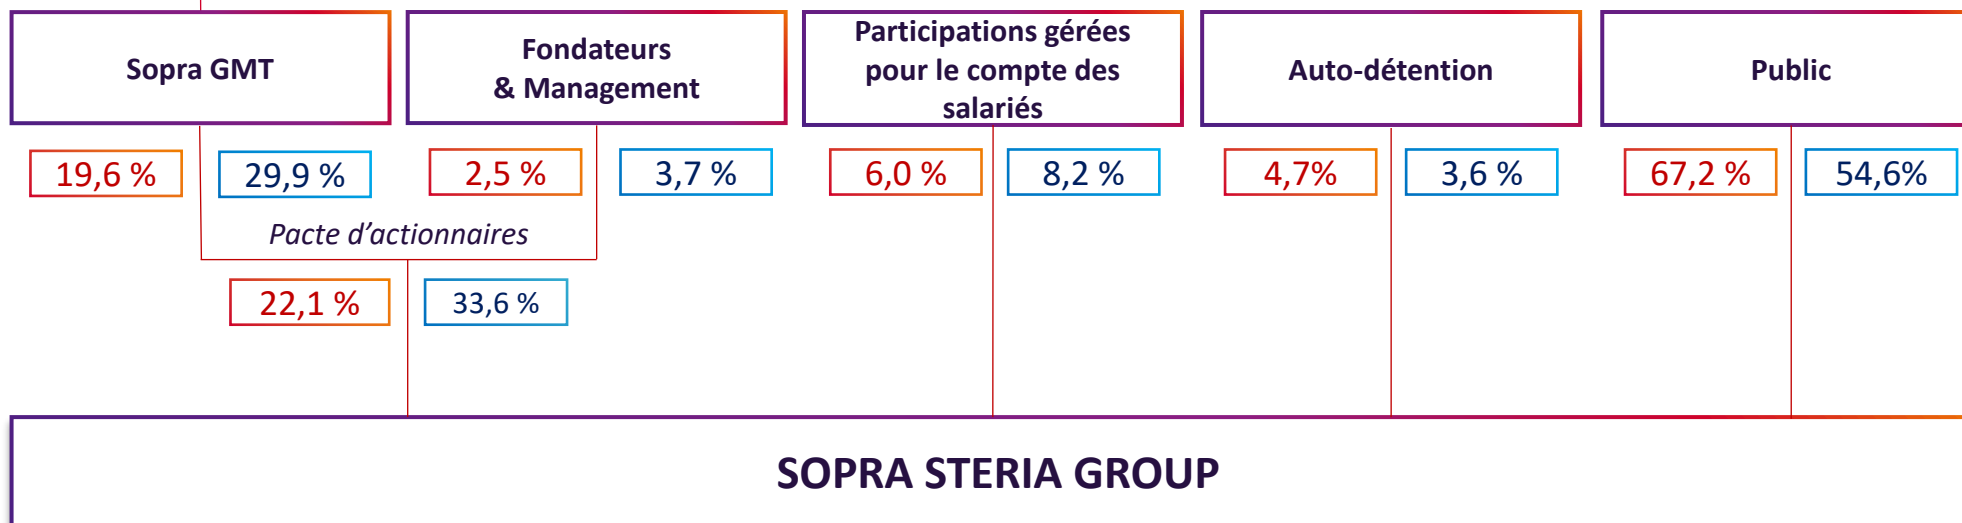 Sopra GMT
Fondateurs
& Management
Participations gérées
pour le compte des
salariés
Auto-détention
Public
19,6 %
29,9 %
2,5 %
3,7 %
6,0 %
8,2 %
4,7%
3,6 %
67,2 %
54,6%
Pacte d’actionnaires
22,1 %
33,6 %
SOPRA STERIA GROUP